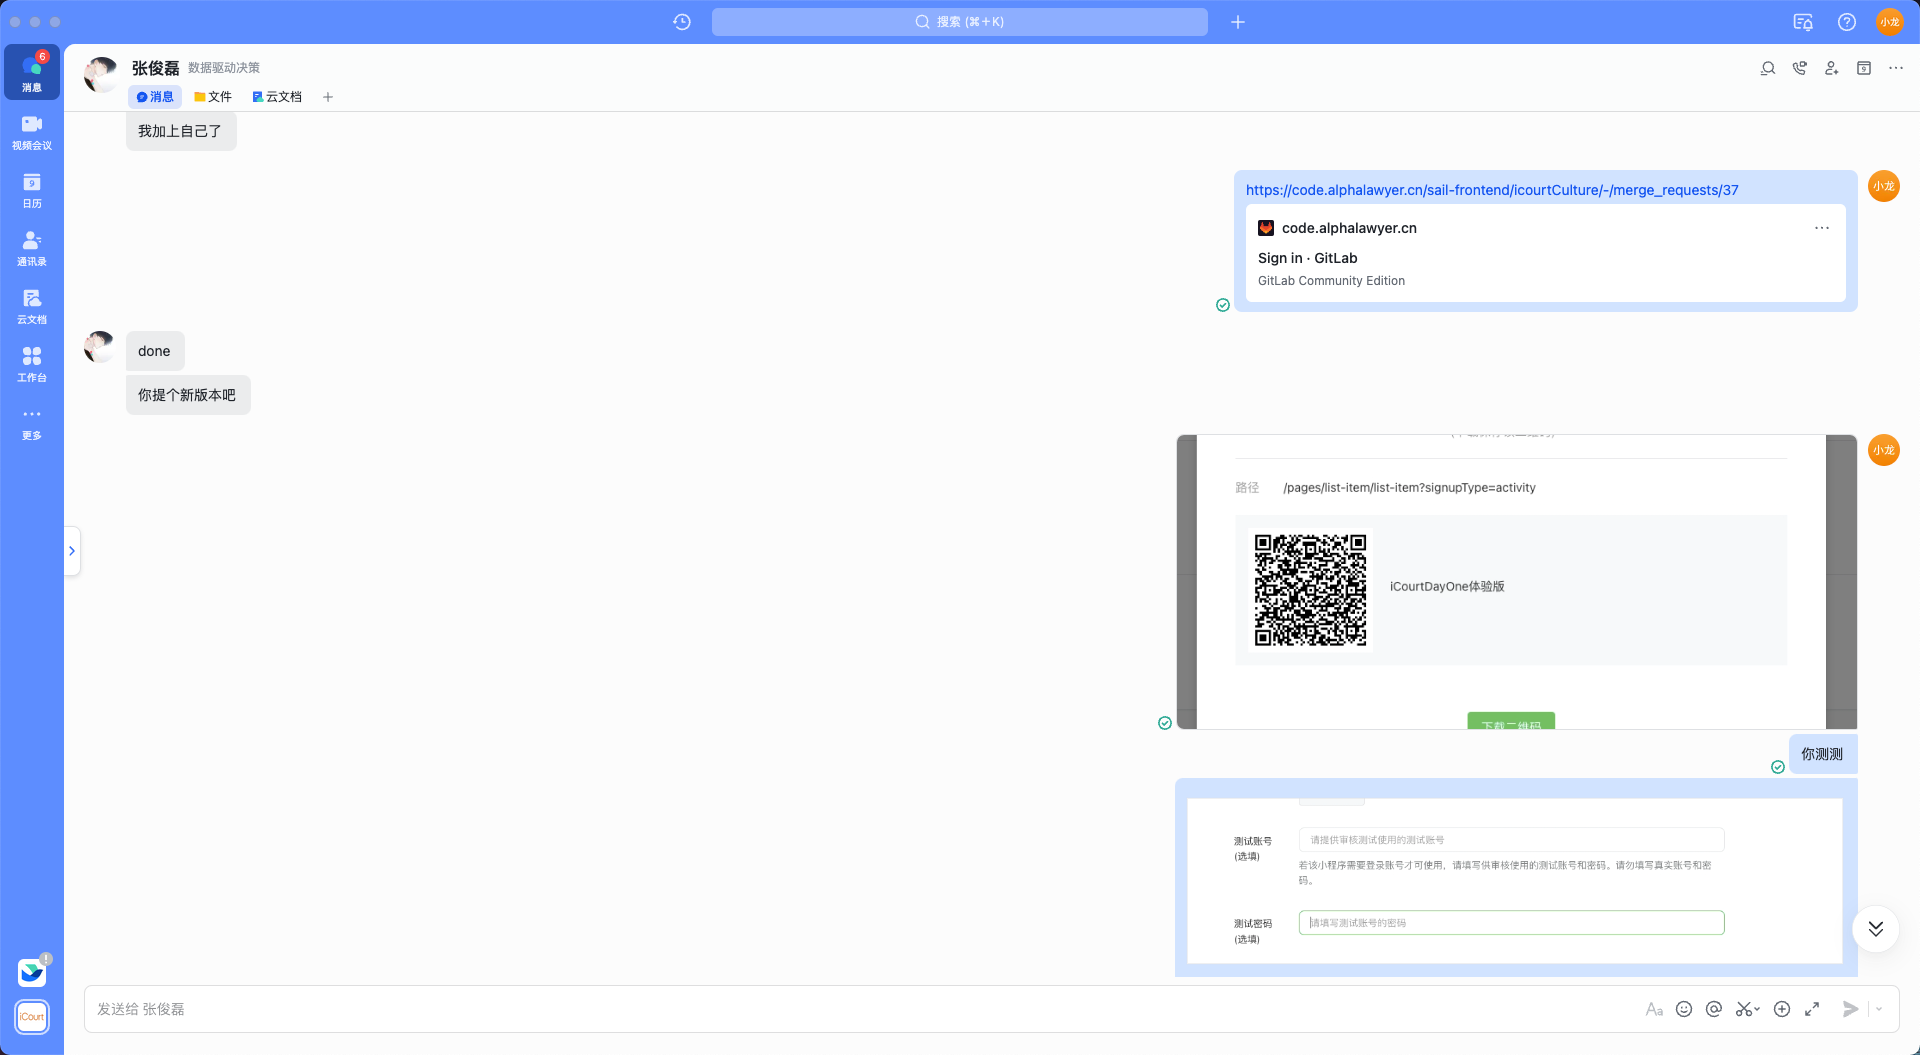 搜索 (⌘＋K)
小龙
6
消息
视频会议
9
日历
通讯录
云文档
工作台
更多
iCourt
张俊磊 数据驱动决策
消息 文件 云文档
9
我加上自己了
https://code.alphalawyer.cn/sail-frontend/icourtCulture/-/merge_requests/37
小龙
code.alphalawyer.cn
Sign in · GitLab
GitLab Community Edition
done
你提个新版本吧
小龙
路径 /pages/list-item/list-item?signupType=activity
iCourtDayOne体验版
下载二维码
你测测
测试账号
(选填)
请提供审核测试使用的测试账号
若该小程序需要登录账号才可使用，请填写供审核使用的测试账号和密码。请勿填写真实账号和密
码。
测试密码
(选填)
请填写测试账号的密码
发送给 张俊磊
Aa